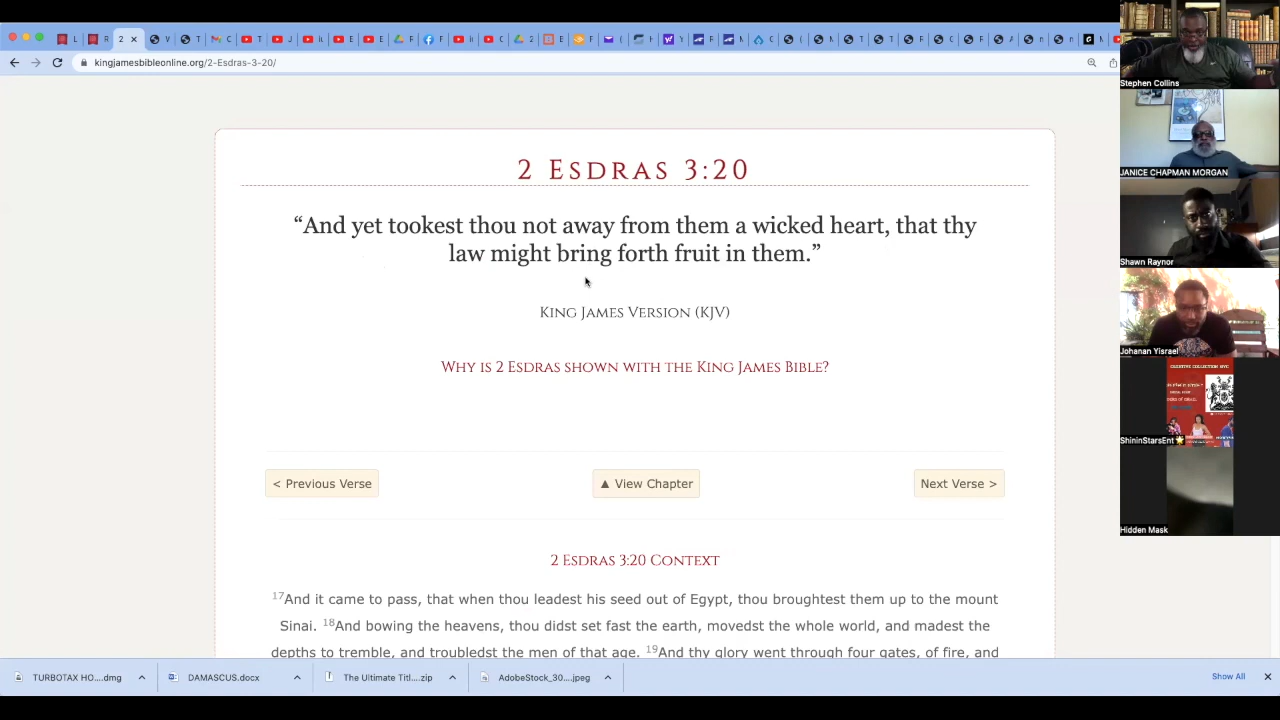 2
kingjamesbibleonline.org/2-Esdras-3-20/
2 Esdras 3:20
“And yet tookest thou not away from them a wicked heart, that thy
law might bring forth fruit in them.”
King James Version (KJV)
Why is 2 Esdras shown with the King James Bible?
< Previous Verse
▲ View Chapter
Next Verse >
2 Esdras 3:20 Context
17And it came to pass, that when thou leadest his seed out of Egypt, thou broughtest them up to the mount
Sinai. 18And bowing the heavens, thou didst set fast the earth, movedst the whole world, and madest the
depths to tremble, and troubledst the men of that age. 19And thy glory went through four gates, of fire, and
TURBOTAX HO....dmg
DAMASCUS.docx
The Ultimate Titl....zip
AdobeStock_30....jpeg
Show All
Stephen Collins
JANICE CHAPMAN MORGAN
Shawn Raynor
Johanan Yisrael
ShininStarsEnt
Hidden Mask